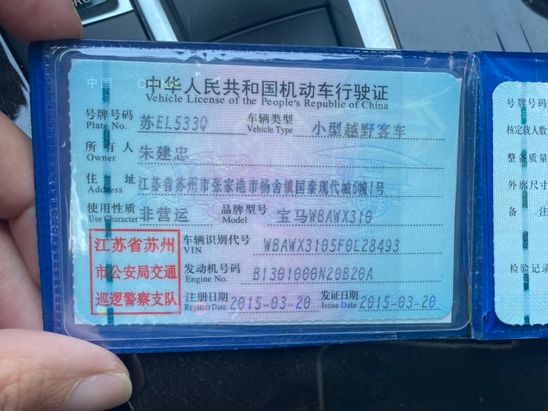 中华人民共和国机动车行驶证
Vehicle License of the People's Republic of China
号牌号码 Plate No. 苏EL533Q 车辆类型 Vehicle Type 小型越野客车
所有人 Owner 朱建忠
住址 Address 江苏省苏州市张家港市杨舍镇国泰现代城5幢1号
使用性质 Use Character 非营运 品牌型号 Model 宝马WBAWX310
车辆识别代号 VIN WBAWX3105F0L28493
发动机号码 Engine No. B1301000N20B20A
注册日期 Register Date 2015-03-20 发证日期 Issue Date 2015-03-20
江苏省苏州
市公安局交通
巡逻警察支队
号牌号码
核定载人数
整备质量
外廓尺寸
备 注
检验记录